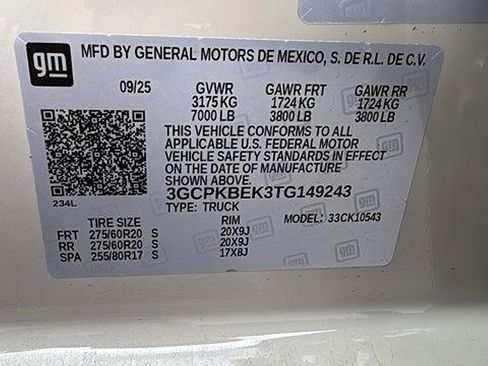 gm
MFD BY GENERAL MOTORS DE MEXICO, S. DE R.L. DE C.V.
09/25 GVWR GAWR FRT GAWR RR
3175 KG 1724 KG 1724 KG
7000 LB 3800 LB 3800 LB
THIS VEHICLE CONFORMS TO ALL
APPLICABLE U.S. FEDERAL MOTOR
VEHICLE SAFETY STANDARDS IN EFFECT
ON THE DATE OF MANUFACTURE
SHOWN ABOVE.
3GCPKBEK3TG149243
234L TYPE: TRUCK MODEL: 33CK10543
TIRE SIZE RIM
FRT 275/60R20 S 20X9J
RR 275/60R20 S 20X9J
SPA 255/80R17 S 17X8J